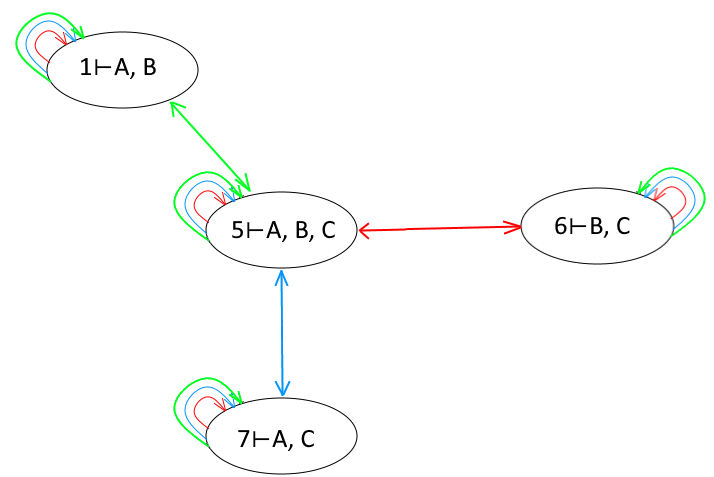 1⊢A, B
5⊢A, B, C
6⊢B, C
7⊢A, C